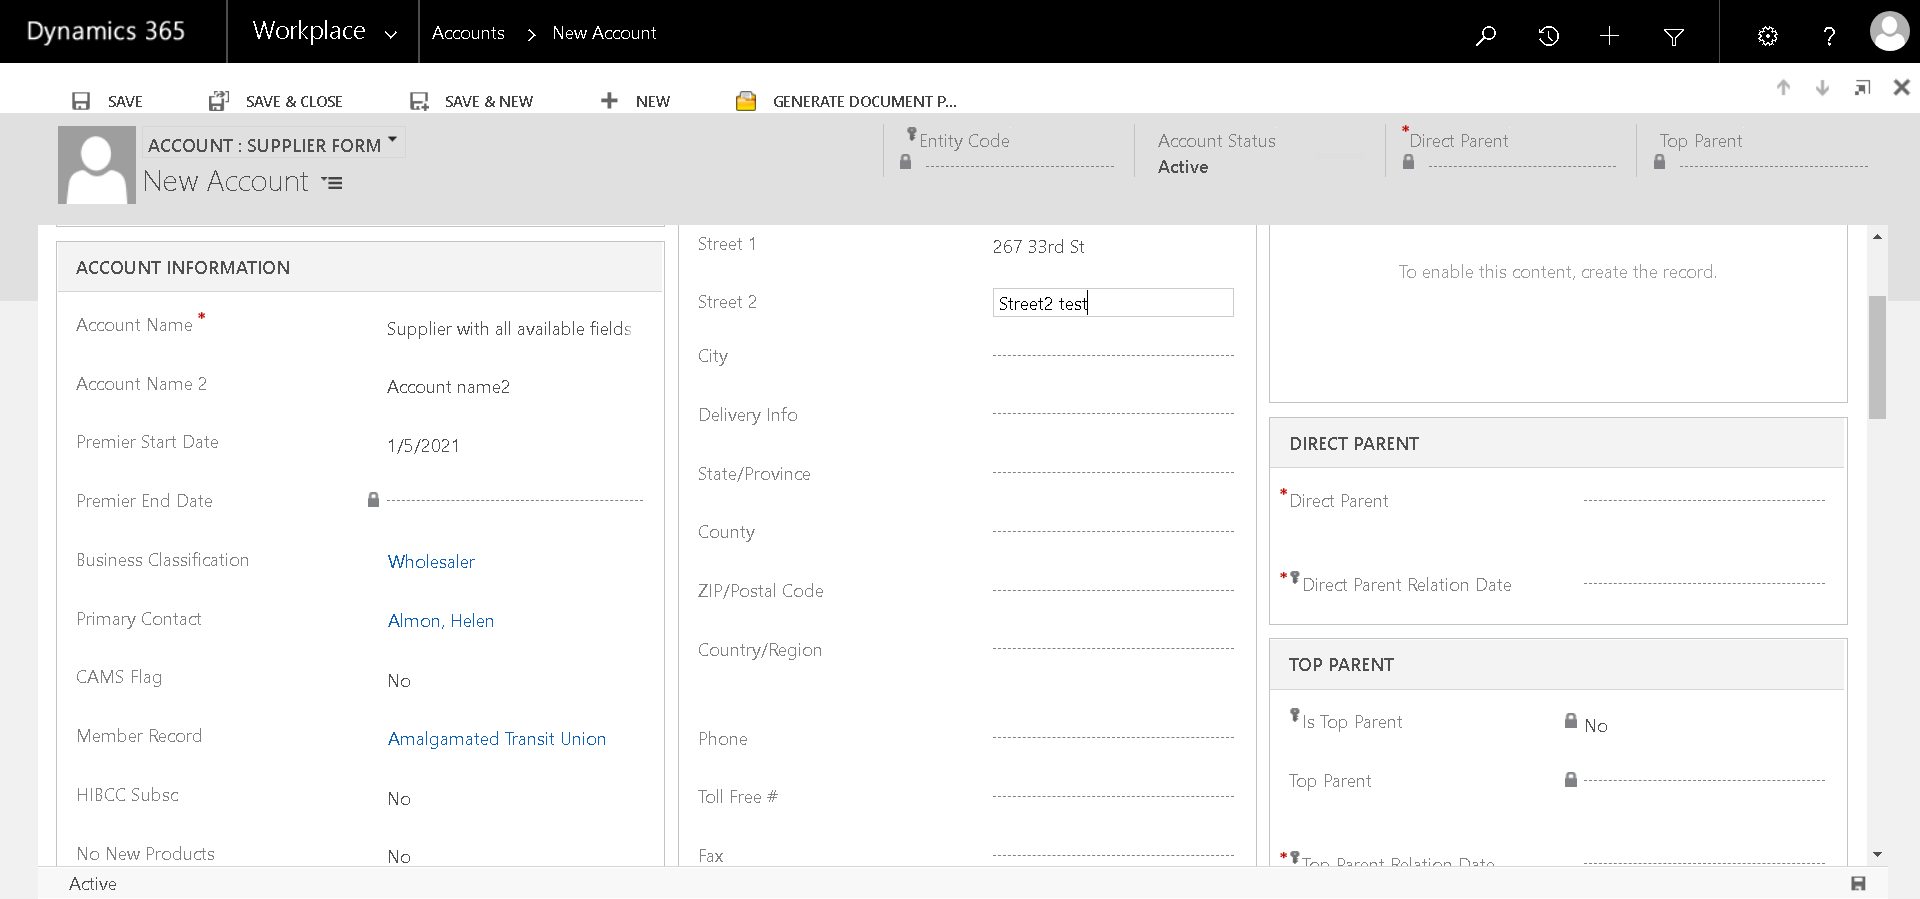 Dynamics 365
Workplace
Accounts
New Account
SAVE
SAVE & CLOSE
SAVE & NEW
NEW
GENERATE DOCUMENT P...
ACCOUNT : SUPPLIER FORM
New Account
Entity Code
Account Status
Active
*Direct Parent
Top Parent
ACCOUNT INFORMATION
Account Name *
Supplier with all available fields
Account Name 2
Account name2
Premier Start Date
1/5/2021
Premier End Date
Business Classification
Wholesaler
Primary Contact
Almon, Helen
CAMS Flag
No
Member Record
Amalgamated Transit Union
HIBCC Subsc
No
No New Products
No
Street 1
267 33rd St
Street 2
Street2 test
City
Delivery Info
State/Province
County
ZIP/Postal Code
Country/Region
Phone
Toll Free #
Fax
To enable this content, create the record.
DIRECT PARENT
*Direct Parent
*Direct Parent Relation Date
TOP PARENT
Is Top Parent
No
Top Parent
*Top Parent Relation Date
Active